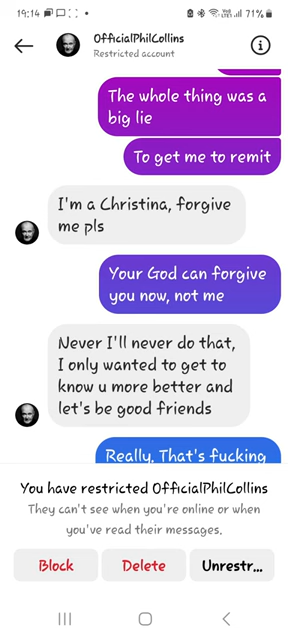 19:14 71%
OfficialPhilCollins
Restricted account
The whole thing was a
big lie
To get me to remit
I'm a Christina, forgive
me pls
Your God can forgive
you now, not me
Never I'll never do that,
I only wanted to get to
know u more better and
let's be good friends
Really. That's fucking
You have restricted OfficialPhilCollins
They can't see when you're online or when
you've read their messages.
Block Delete Unrestr...